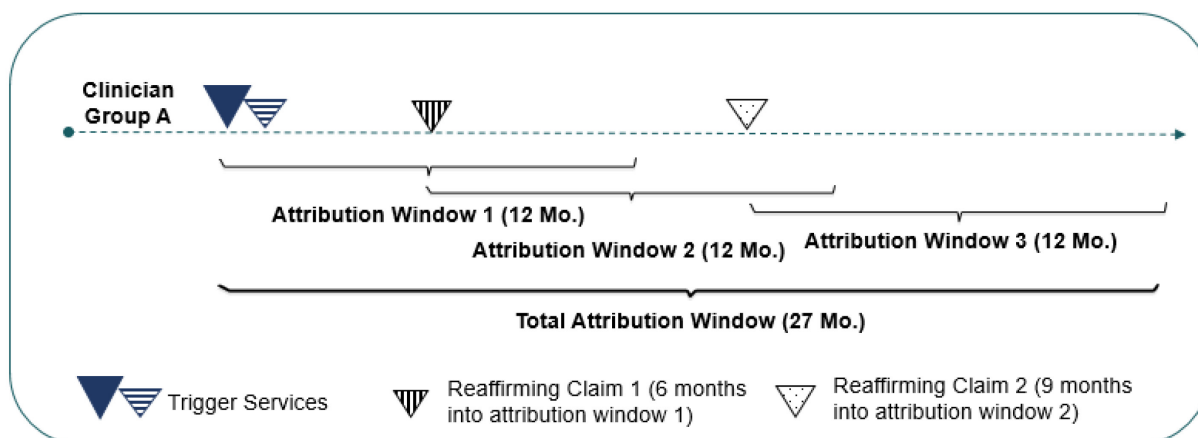 Clinician
Group A
Attribution Window 1 (12 Mo.)
Attribution Window 2 (12 Mo.)
Attribution Window 3 (12 Mo.)
Total Attribution Window (27 Mo.)
Trigger Services
Reaffirming Claim 1 (6 months
into attribution window 1)
Reaffirming Claim 2 (9 months
into attribution window 2)